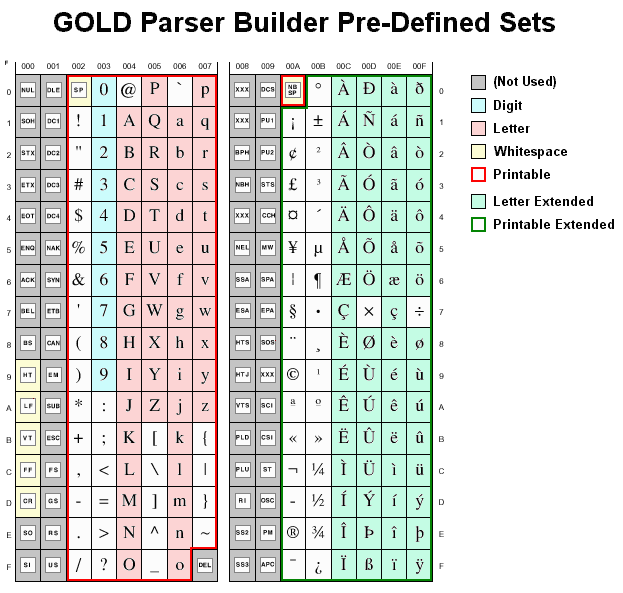 GOLD Parser Builder Pre-Defined Sets
F 000 001 002 003 004 005 006 007 008 009 00A 00B 00C 00D 00E 00F
0 NUL DLE SP 0 @ P ` p XXX DCS NB SP ° À Ð à ð 0
1 SOH DC1 ! 1 A Q a q XXX PU1 ¡ ± Á Ñ á ñ 1
2 STX DC2 " 2 B R b r BPH PU2 ¢ ² Â Ò â ò 2
3 ETX DC3 # 3 C S c s NBH STS £ ³ Ã Ó ã ó 3
4 EOT DC4 $ 4 D T d t XXX CCH ¤ ´ Ä Ô ä ô 4
5 ENQ NAK % 5 E U e u NEL MW ¥ µ Å Õ å õ 5
6 ACK SYN & 6 F V f v SSA SPA ¦ ¶ Æ Ö æ ö 6
7 BEL ETB ' 7 G W g w ESA EPA § · Ç × ç ÷ 7
8 BS CAN ( 8 H X h x HTS SOS ¨ ¸ È Ø è ø 8
9 HT EM ) 9 I Y i y HTJ XXX © ¹ É Ù é ù 9
A LF SUB * : J Z j z VTS SCI ª º Ê Ú ê ú A
B VT ESC + ; K [ k { PLD CSI « » Ë Û ë û B
C FF FS , < L \ l | PLU ST ¬ ¼ Ì Ü ì ü C
D CR GS - = M ] m } RI OSC - ½ Í Ý í ý D
E SO RS . > N ^ n ~ SS2 PM ® ¾ Î Þ î þ E
F SI US / ? O _ o DEL SS3 APC ¯ ¿ Ï ß ï ÿ F
(Not Used)
Digit
Letter
Whitespace
Printable
Letter Extended
Printable Extended